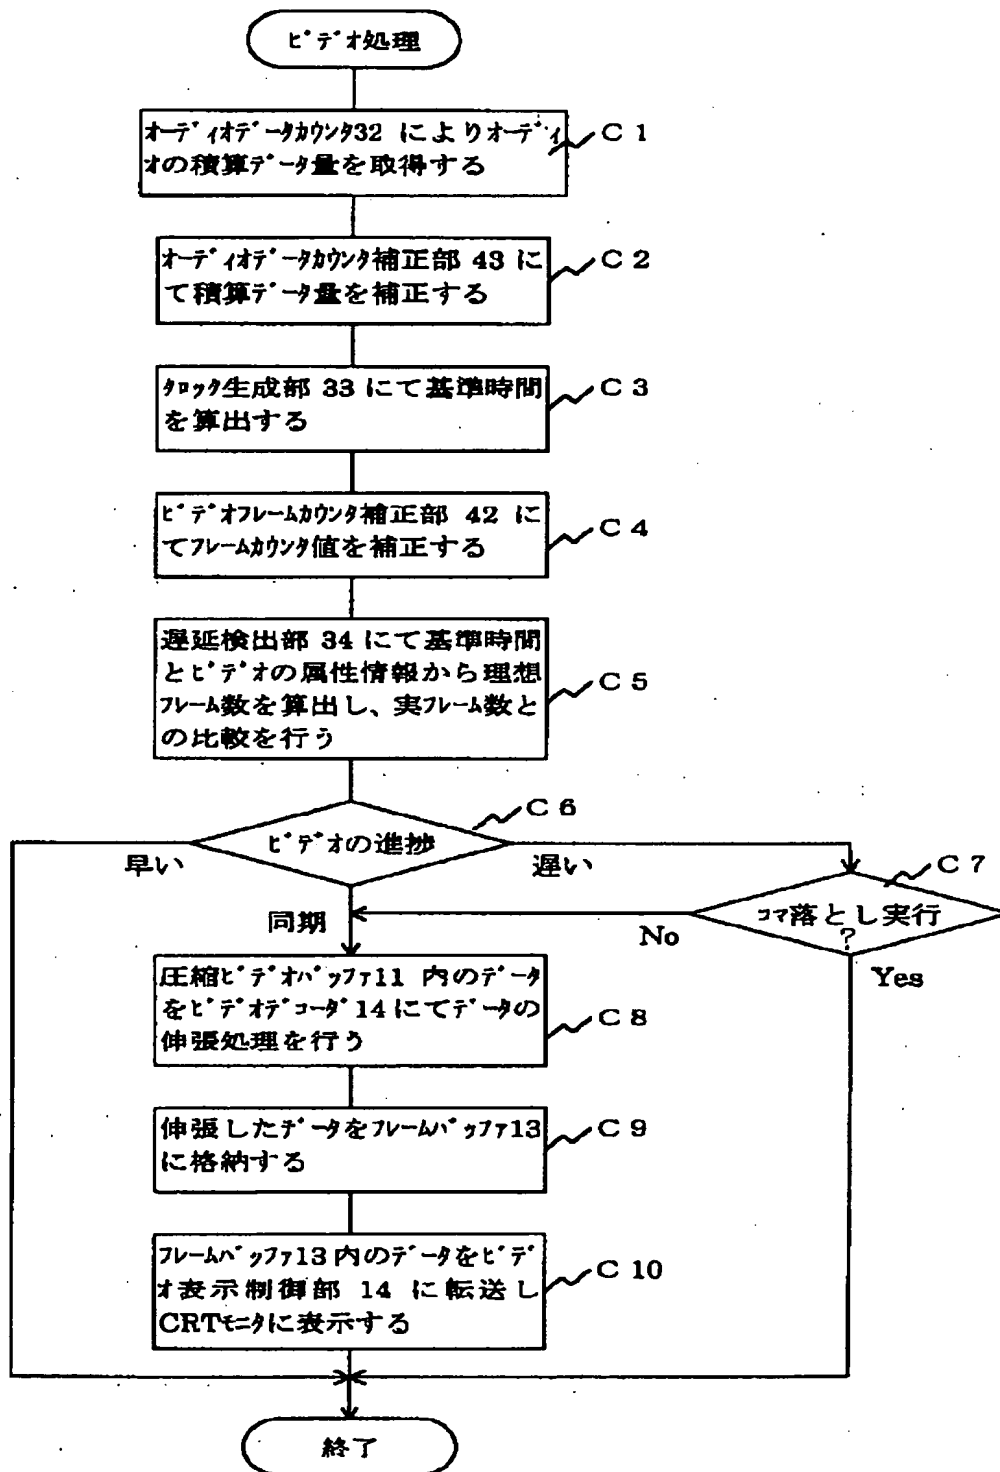 ビデオ処理
オーディオデータカウンタ32 によりオーディ
オの積算データ量を取得する
C 1
オーディオデータカウンタ補正部 43 に
て積算データ量を補正する
C 2
クロック生成部 33 にて基準時間
を算出する
C 3
ビデオフレームカウンタ補正部 42 に
てフレームカウンタ値を補正する
C 4
遅延検出部 34 にて基準時間
とビデオの属性情報から理想
フレーム数を算出し、実フレーム数と
の比較を行う
C 5
ビデオの進捗
C 6
早い
遅い
同期
コマ落とし実行
?
C 7
No
Yes
圧縮ビデオバッファ11 内のデータ
をビデオデコーダ14にてデータの
伸張処理を行う
C 8
伸張したデータをフレームバッファ13
に格納する
C 9
フレームバッファ13内のデータをビデ
オ表示制御部 14 に転送し
CRTモニタに表示する
C 10
終了